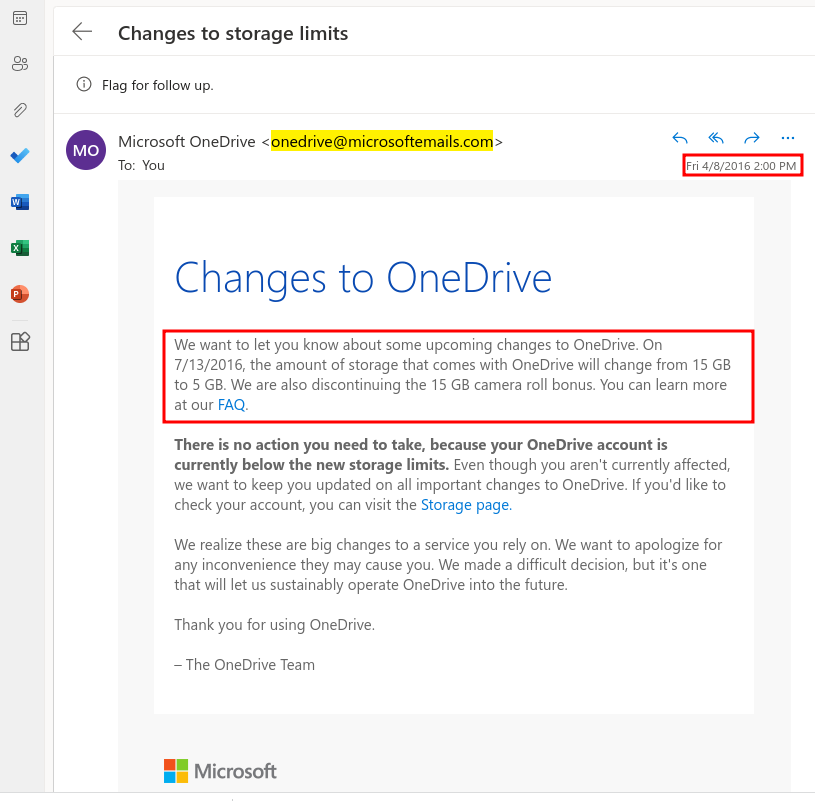 Changes to storage limits
Flag for follow up.
MO
Microsoft OneDrive <onedrive@microsoftemails.com>
To: You
Fri 4/8/2016 2:00 PM
Changes to OneDrive
We want to let you know about some upcoming changes to OneDrive. On
7/13/2016, the amount of storage that comes with OneDrive will change from 15 GB
to 5 GB. We are also discontinuing the 15 GB camera roll bonus. You can learn more
at our FAQ.
There is no action you need to take, because your OneDrive account is
currently below the new storage limits. Even though you aren't currently affected,
we want to keep you updated on all important changes to OneDrive. If you'd like to
check your account, you can visit the Storage page.
We realize these are big changes to a service you rely on. We want to apologize for
any inconvenience they may cause you. We made a difficult decision, but it's one
that will let us sustainably operate OneDrive into the future.
Thank you for using OneDrive.
– The OneDrive Team
Microsoft
W
X
P